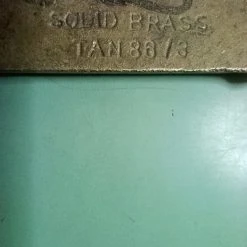 SOLID BRASS
TAN 86/3